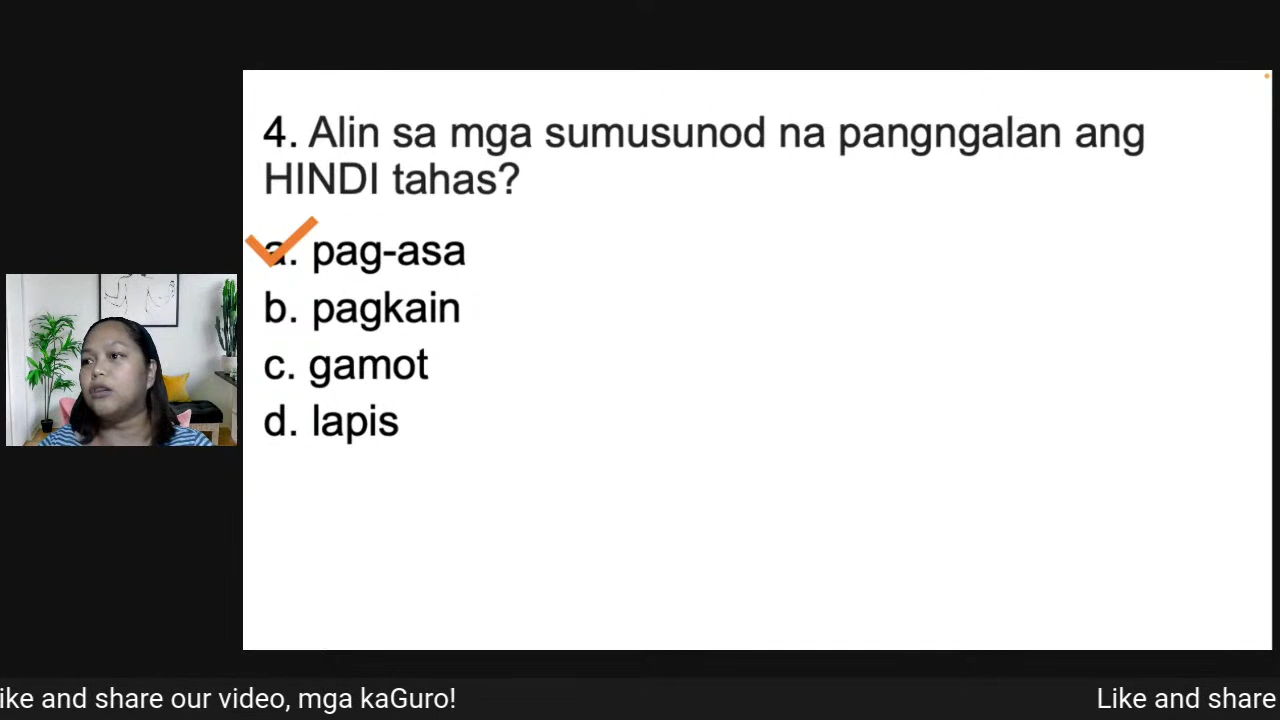 4. Alin sa mga sumusunod na pangngalan ang
HINDI tahas?
a. pag-asa
b. pagkain
c. gamot
d. lapis
ike and share our video, mga kaGuro!
Like and share